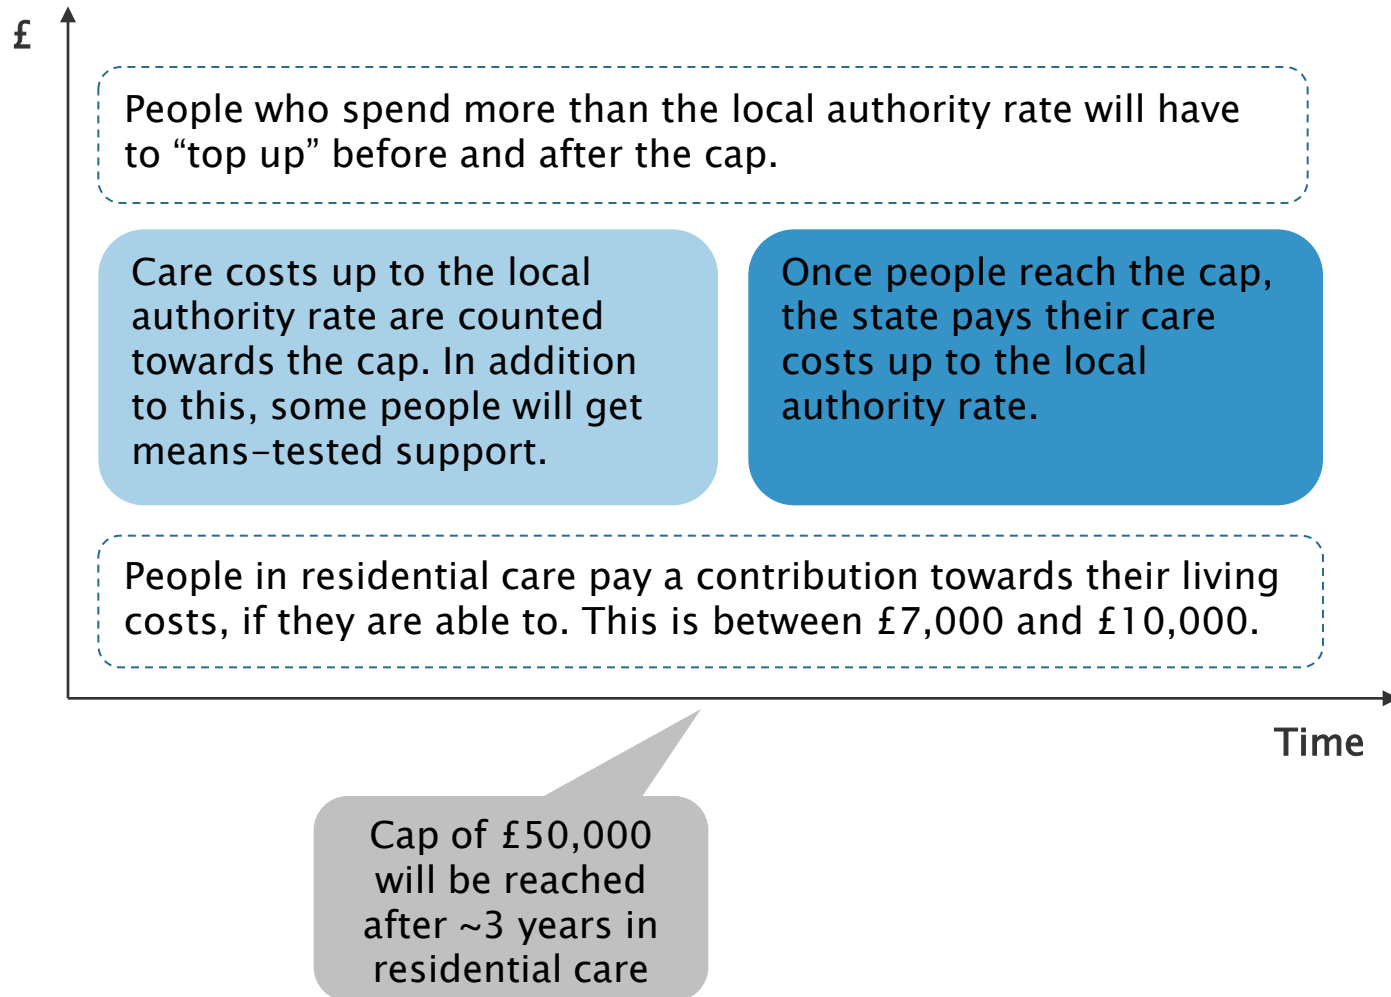 £
People who spend more than the local authority rate will have
to “top up” before and after the cap.
Care costs up to the local
authority rate are counted
towards the cap. In addition
to this, some people will get
means-tested support.
Once people reach the cap,
the state pays their care
costs up to the local
authority rate.
People in residential care pay a contribution towards their living
costs, if they are able to. This is between £7,000 and £10,000.
Time
Cap of £50,000
will be reached
after ~3 years in
residential care